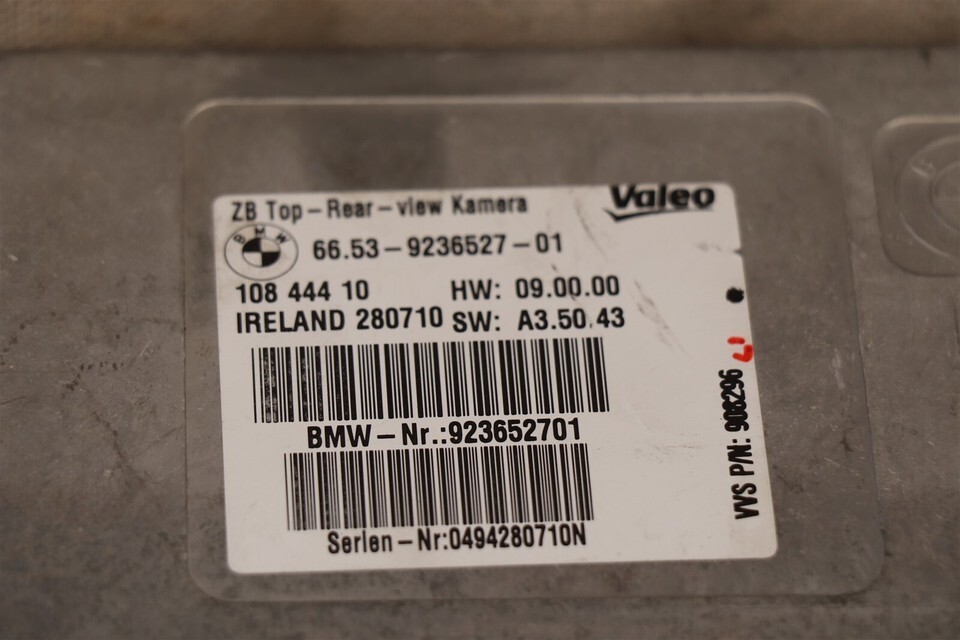 ZB Top-Rear-view Kamera
Valeo
BMW
66.53-9236527-01
108 444 10 HW: 09.00.00
IRELAND 280710 SW: A3.50.43
BMW-Nr.:923652701
Serien-Nr:0494280710N
VVS P/N: 908296